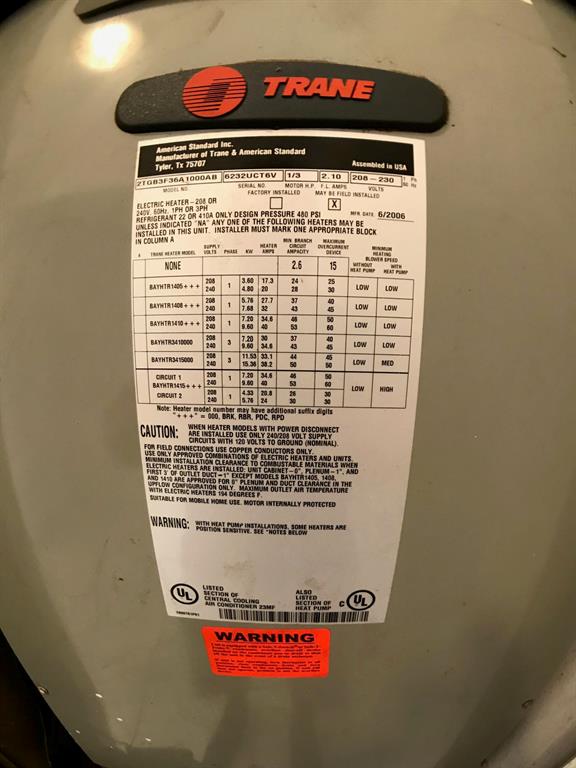 TRANE
American Standard Inc.
Manufacturer of Trane & American Standard
Tyler, Tx 75707 Assembled in USA
2TGB3F36A1000AB 6232UCT6V 1/3 2.10 208-230 1 Ph 60 Hz
MODEL NO. SERIAL NO. MOTOR H.P. F.L. AMPS VOLTS
FACTORY INSTALLED MAY BE FIELD INSTALLED
ELECTRIC HEATER-208 OR X
240V. 60Hz. 1PH OR 3PH MFR. DATE 6/2006
REFRIGERANT 22 OR 410A ONLY DESIGN PRESSURE 480 PSI
UNLESS INDICATED "NA" ANY ONE OF THE FOLLOWING HEATERS MAY BE
INSTALLED IN THIS UNIT. INSTALLER MUST MARK ONE APPROPRIATE BLOCK
IN COLUMN A
A TRANE HEATER MODEL SUPPLY VOLTS PHASE KW. HEATER AMPS MIN BRANCH CIRCUIT AMPACITY MAXIMUM OVERCURRENT DEVICE MINIMUM HEATING BLOWER SPEED WITHOUT HEAT PUMP WITH HEAT PUMP
NONE 2.6 15
BAYHTR1405+++ 208 240 1 3.60 4.80 17.3 20 24 28 25 30 LOW LOW
BAYHTR1408+++ 208 240 1 5.76 7.68 27.7 32 37 43 40 45 LOW LOW
BAYHTR1410+++ 208 240 1 7.20 9.60 34.6 40 46 53 50 60 LOW LOW
BAYHTR3410000 208 240 3 7.20 9.60 30 34.6 37 43 40 45 LOW LOW
BAYHTR3415000 208 240 3 11.53 15.36 33.1 38.2 44 50 45 50 LOW MED
CIRCUIT 1 208 240 1 7.20 9.60 34.6 40 46 53 50 60
BAYHTR1415+++ LOW HIGH
CIRCUIT 2 208 240 1 4.33 5.76 20.8 24 26 30 30 30
Note: Heater model number may have additional suffix digits
"+++" = 000, BRK, RBR, PDC, RPD
CAUTION: WHEN HEATER MODELS WITH POWER DISCONNECT
ARE INSTALLED USE ONLY 240/208 VOLT SUPPLY
CIRCUITS WITH 120 VOLTS TO GROUND (NOMINAL).
FOR FIELD CONNECTIONS USE COPPER CONDUCTORS ONLY.
USE ONLY APPROVED COMBINATIONS OF ELECTRIC HEATERS AND UNITS.
MINIMUM INSTALLATION CLEARANCE TO COMBUSTABLE MATERIALS WHEN
ELECTRIC HEATERS ARE INSTALLED: UNIT CABINET-0", PLENUM-1", AND
FIRST 3' OF OUTLET DUCT=1" EXCEPT MODELS BAYHTR1405, 1408,
AND 1410 ARE APPROVED FOR 0" PLENUM AND DUCT CLEARANCE IN THE
UPFLOW CONFIGURATION ONLY. MAXIMUM OUTLET AIR TEMPERATURE
WITH ELECTRIC HEATERS 194 DEGREES F.
SUITABLE FOR MOBILE HOME USE. MOTOR INTERNALLY PROTECTED
WARNING: WITH HEAT PUMP INSTALLATIONS, SOME HEATERS ARE
POSITION SENSITIVE. SEE *NOTES BELOW
UL LISTED SECTION OF CENTRAL COOLING AIR CONDITIONER 23MF
ALSO LISTED SECTION OF HEAT PUMP C UL
WARNING